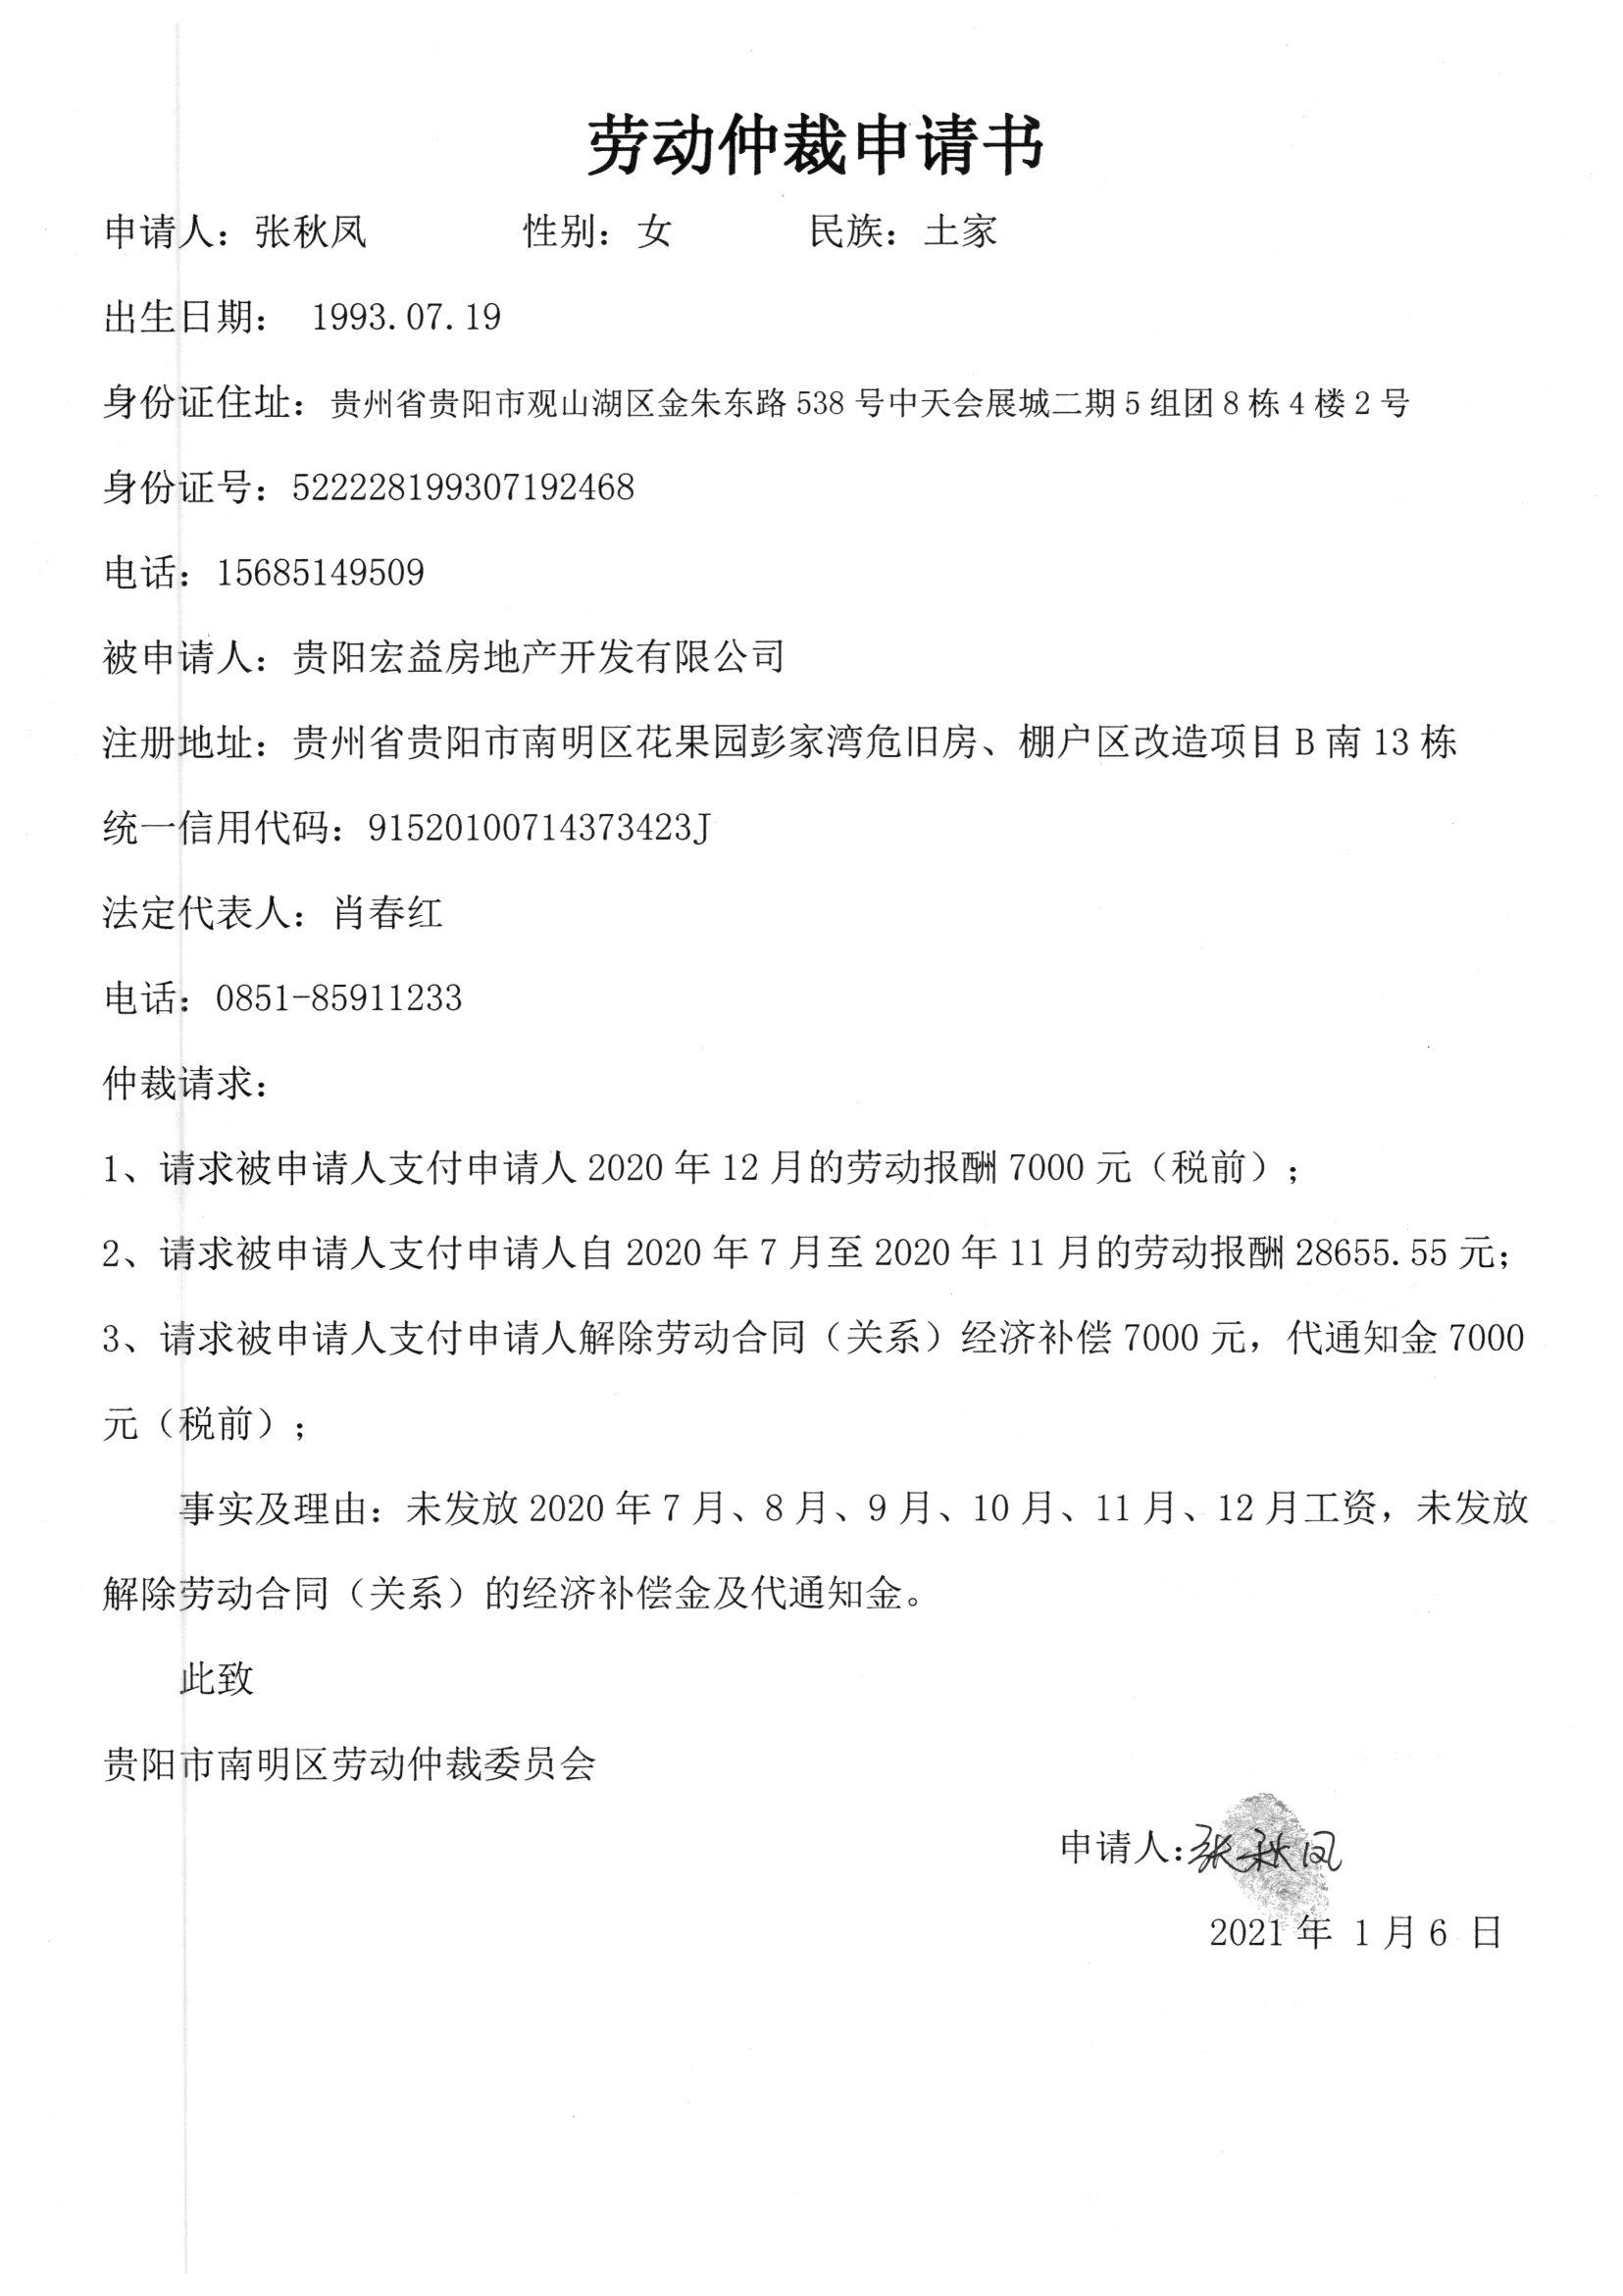 劳动仲裁申请书
申请人：张秋凤 性别：女 民族：土家
出生日期： 1993.07.19
身份证住址：贵州省贵阳市观山湖区金朱东路 538 号中天会展城二期 5 组团 8 栋 4 楼 2 号
身份证号：522228199307192468
电话：15685149509
被申请人：贵阳宏益房地产开发有限公司
注册地址：贵州省贵阳市南明区花果园彭家湾危旧房、棚户区改造项目 B 南 13 栋
统一信用代码：91520100714373423J
法定代表人：肖春红
电话：0851-85911233
仲裁请求：
1、请求被申请人支付申请人 2020 年 12 月的劳动报酬 7000 元（税前）；
2、请求被申请人支付申请人自 2020 年 7 月至 2020 年 11 月的劳动报酬 28655.55 元；
3、请求被申请人支付申请人解除劳动合同（关系）经济补偿 7000 元，代通知金 7000
元（税前）；
事实及理由：未发放 2020 年 7 月、8 月、9 月、10 月、11 月、12 月工资，未发放
解除劳动合同（关系）的经济补偿金及代通知金。
此致
贵阳市南明区劳动仲裁委员会
申请人：张秋凤
2021 年 1 月 6 日